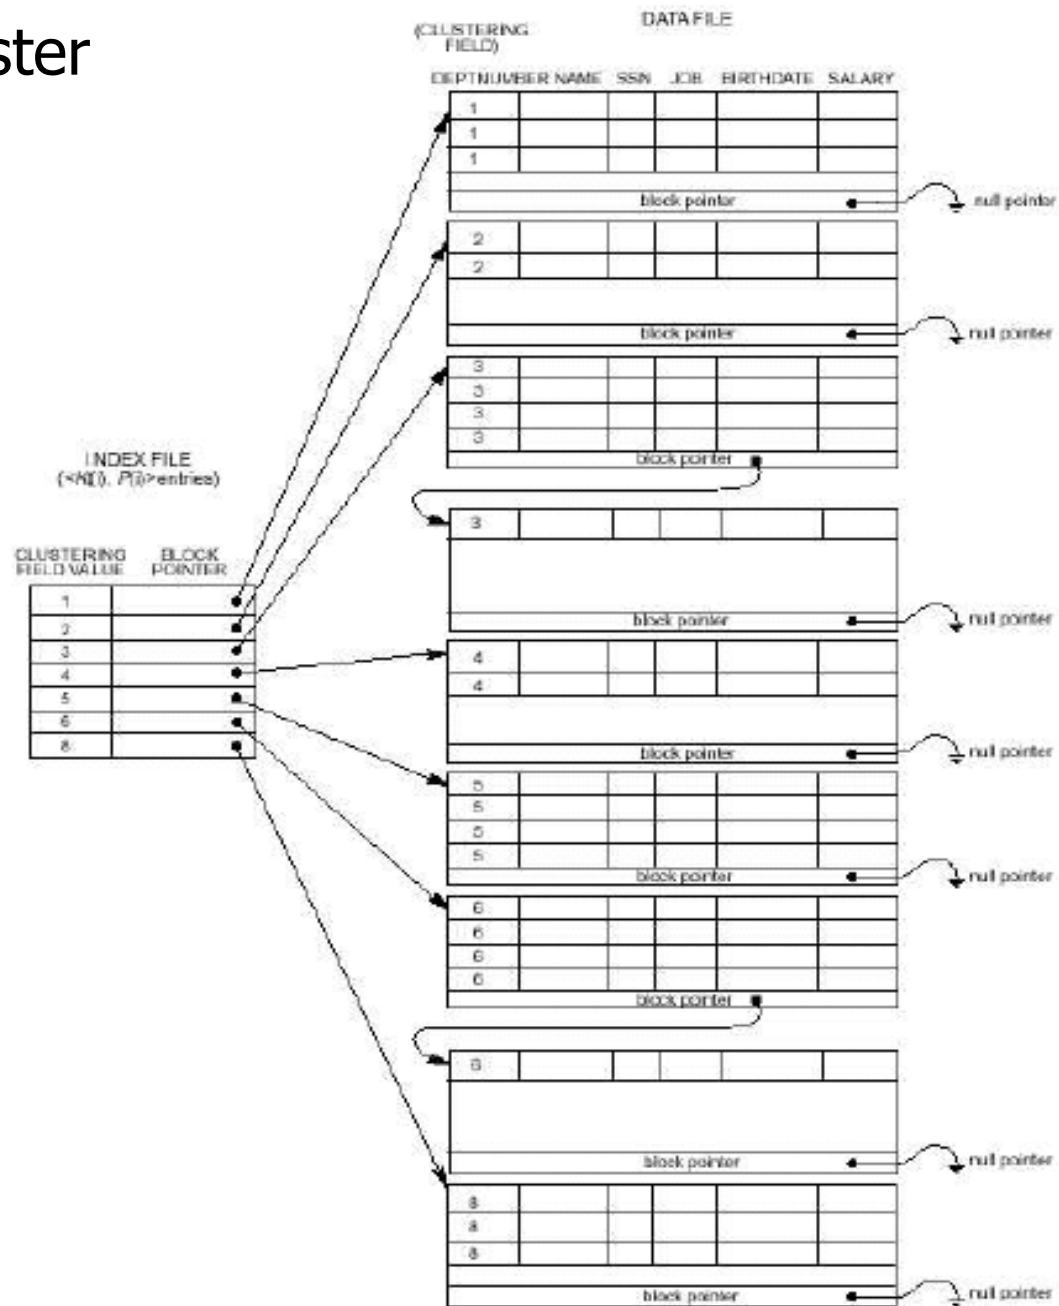 ster
DATA FILE
(CLUSTERING
FIELD)
DEPTNUMBER NAME SSN JOB BIRTHDATE SALARY
1
1
1
block pointer
null pointer
2
2
block pointer
null pointer
3
3
3
3
block pointer
INDEX FILE
(<K(i), P(i)>entries)
CLUSTERING BLOCK
FIELD VALUE POINTER
1
2
3
4
5
6
8
3
block pointer
null pointer
4
4
block pointer
null pointer
5
5
5
5
block pointer
null pointer
6
6
6
6
block pointer
6
block pointer
null pointer
8
8
8
block pointer
null pointer